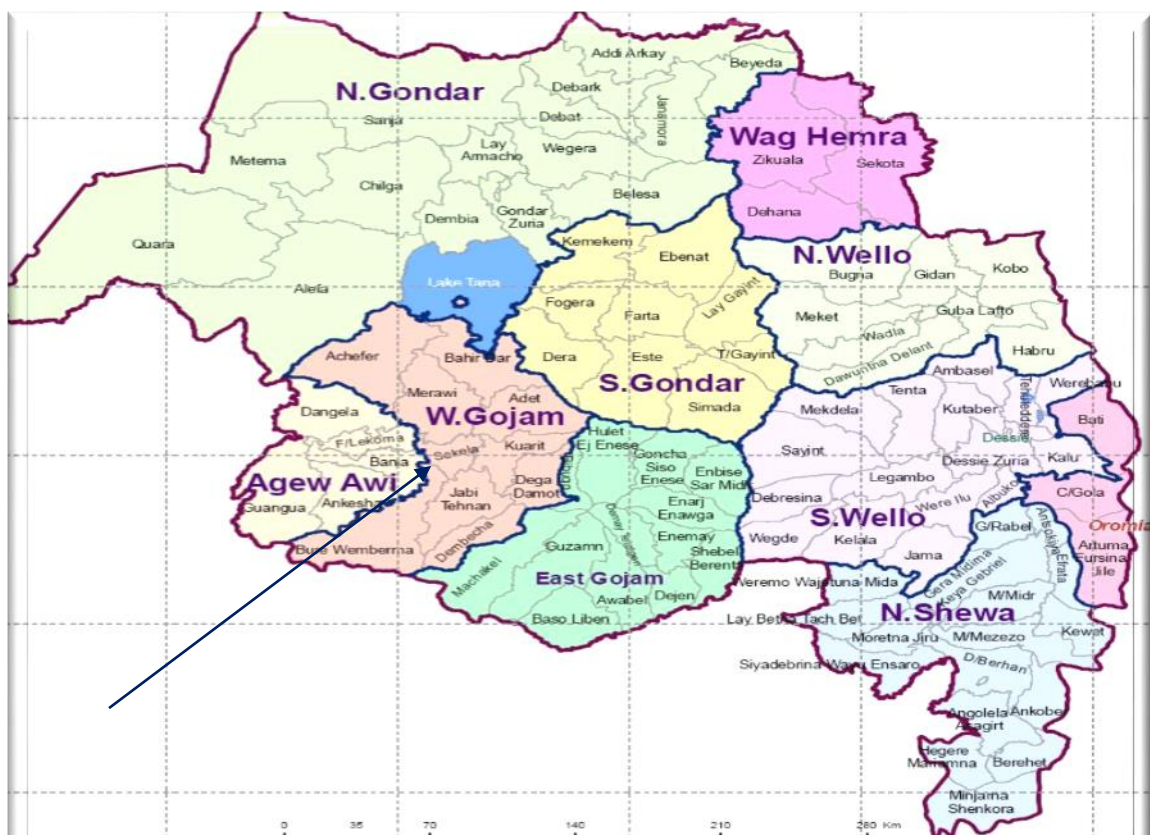 Addi Arkay
Beyeda
N.Gondar
Debark
Janamora
Sanja
Debat
Wag Hemra
Lay
Armacho
Wegera
Metema
Zikuala
Sekota
Chilga
Belesa
Dembia
Gondar
Zuria
Dehana
Quara
Kemekem
Ebenat
N.Wello
Bugna
Gidan
Kobo
Lake Tana
Alefa
Lay Gayint
Fogera
Farta
Meket
Guba Lafto
Wadla
Achefer
Bahir Dar
Dera
Este
T/Gayint
Dawuntna Delant
Habru
S.Gondar
Ambasel
Merawi
Adet
Simada
Tenta
Werebabu
W.Gojam
Mekdela
Kutaber
Tehuledere
Bati
Dangela
F/Lekoma
Hulet
Ej Enese
Dessie
Sekela
Kuarit
Goncha
Siso
Enese
Sayint
Dessie Zuria
Kalu
Banja
Enbise
Sar Midi
Agew Awi
Dega
Damot
Legambo
Ankesha
Jabi
Tehnan
Debresina
Were Ilu
Albuko
C/Gola
Guangua
Enarj
Enawga
S.Wello
G/Rabel
Antsokiya
Oromia
Dembecha
Enemay
Wegde
Kelala
Efrata
Artuma
Fursina
Jile
Bure Wemberma
Guzamn
Shebel
Berenta
Jama
Gera Midima
Keya Gebriel
Machakel
East Gojam
Weremo Wajetuna Mida
M/Midr
Awabel
Dejen
N.Shewa
Baso Liben
Lay Betna Tach Bet
Kewet
Moretna Jiru
M/Mezezo
Siyadebrina Wayu Ensaro
D/Berhan
Angolela
Asagirt
Ankober
Hegere
Mariamna
Berehet
Minjarna
Shenkora
0 35 70 140 210 280 Km